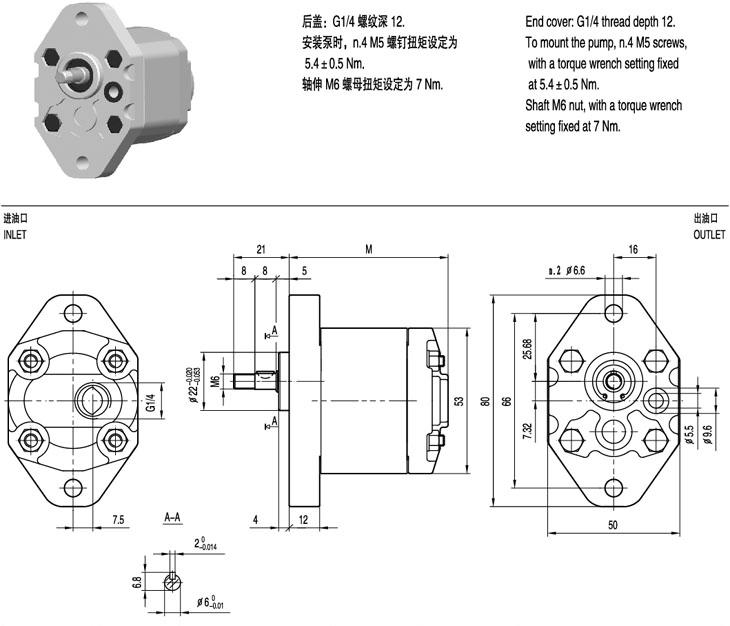 后盖：G1/4 螺纹深 12.
安装泵时，n.4 M5 螺钉扭矩设定为
5.4 ± 0.5 Nm.
轴伸 M6 螺母扭矩设定为 7 Nm.
End cover: G1/4 thread depth 12.
To mount the pump, n.4 M5 screws,
with a torque wrench setting fixed
at 5.4 ± 0.5 Nm.
Shaft M6 nut, with a torque wrench
setting fixed at 7 Nm.
进油口
INLET
出油口
OUTLET
G1/4
7.5
21
M
8
8
5
A
A
ø 22 -0.020 -0.053
M6
53
4
12
16
n.2 ø 6.6
80
66
25.68
7.32
ø 5.5
ø 9.6
50
A-A
2 0 -0.014
6.8
ø 6 0 -0.01